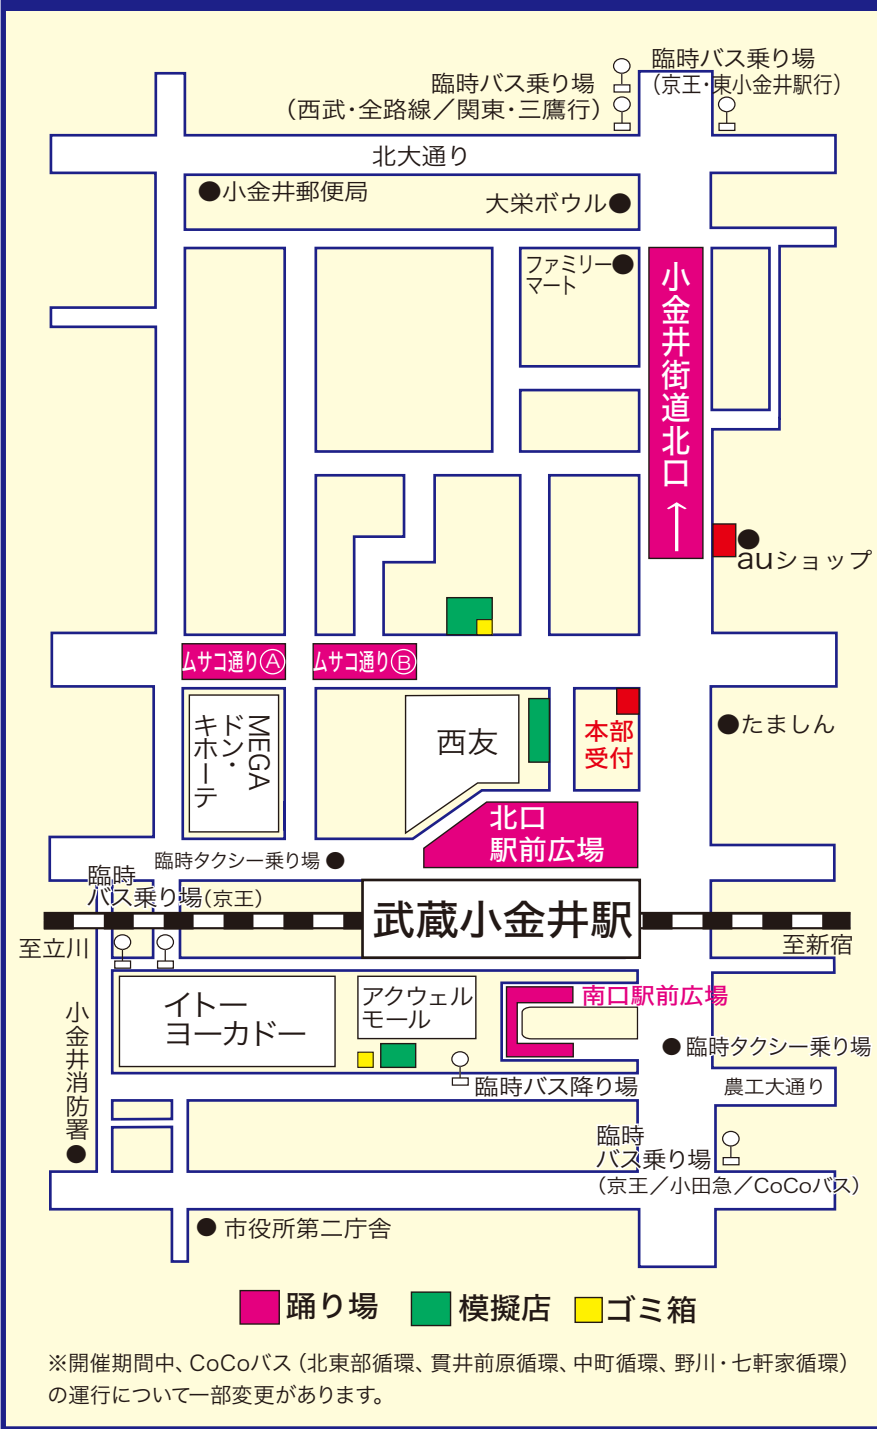 臨時バス乗り場
(京王・東小金井駅行)
臨時バス乗り場
(西武・全路線／関東・三鷹行)
北大通り
●小金井郵便局
大栄ボウル●
ファミリー●
マート
小金井街道北口
↑
auショップ
ムサコ通りⒶ
ムサコ通りⒷ
MEGA
ドン・
キホーテ
西友
本部
受付
●たましん
北口
駅前広場
臨時タクシー乗り場●
臨時
バス乗り場(京王)
武蔵小金井駅
至立川
至新宿
イトー
ヨーカドー
アクウェル
モール
南口駅前広場
小金井消防署●
●臨時タクシー乗り場
臨時バス降り場
農工大通り
臨時
バス乗り場
(京王／小田急／CoCoバス)
●市役所第二庁舎
踊り場 模擬店 ゴミ箱
※開催期間中、CoCoバス(北東部循環、貫井前原循環、中町循環、野川・七軒家循環)
の運行について一部変更があります。